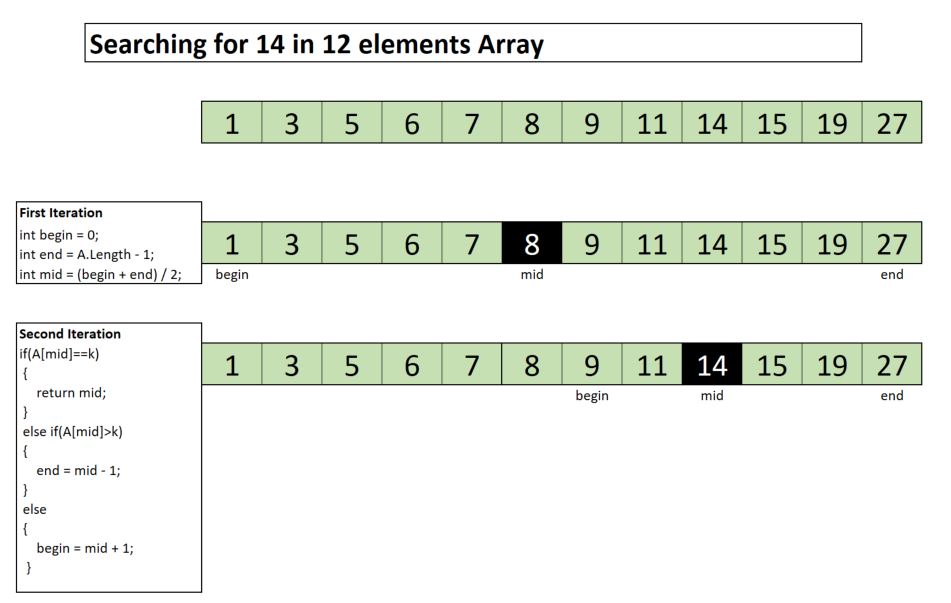 Searching for 14 in 12 elements Array
1 3 5 6 7 8 9 11 14 15 19 27
First Iteration
int begin = 0;
int end = A.Length - 1;
int mid = (begin + end) / 2;
1 3 5 6 7 8 9 11 14 15 19 27
begin mid end
Second Iteration
if(A[mid]==k)
{
return mid;
}
else if(A[mid]>k)
{
end = mid - 1;
}
else
{
begin = mid + 1;
}
1 3 5 6 7 8 9 11 14 15 19 27
begin mid end